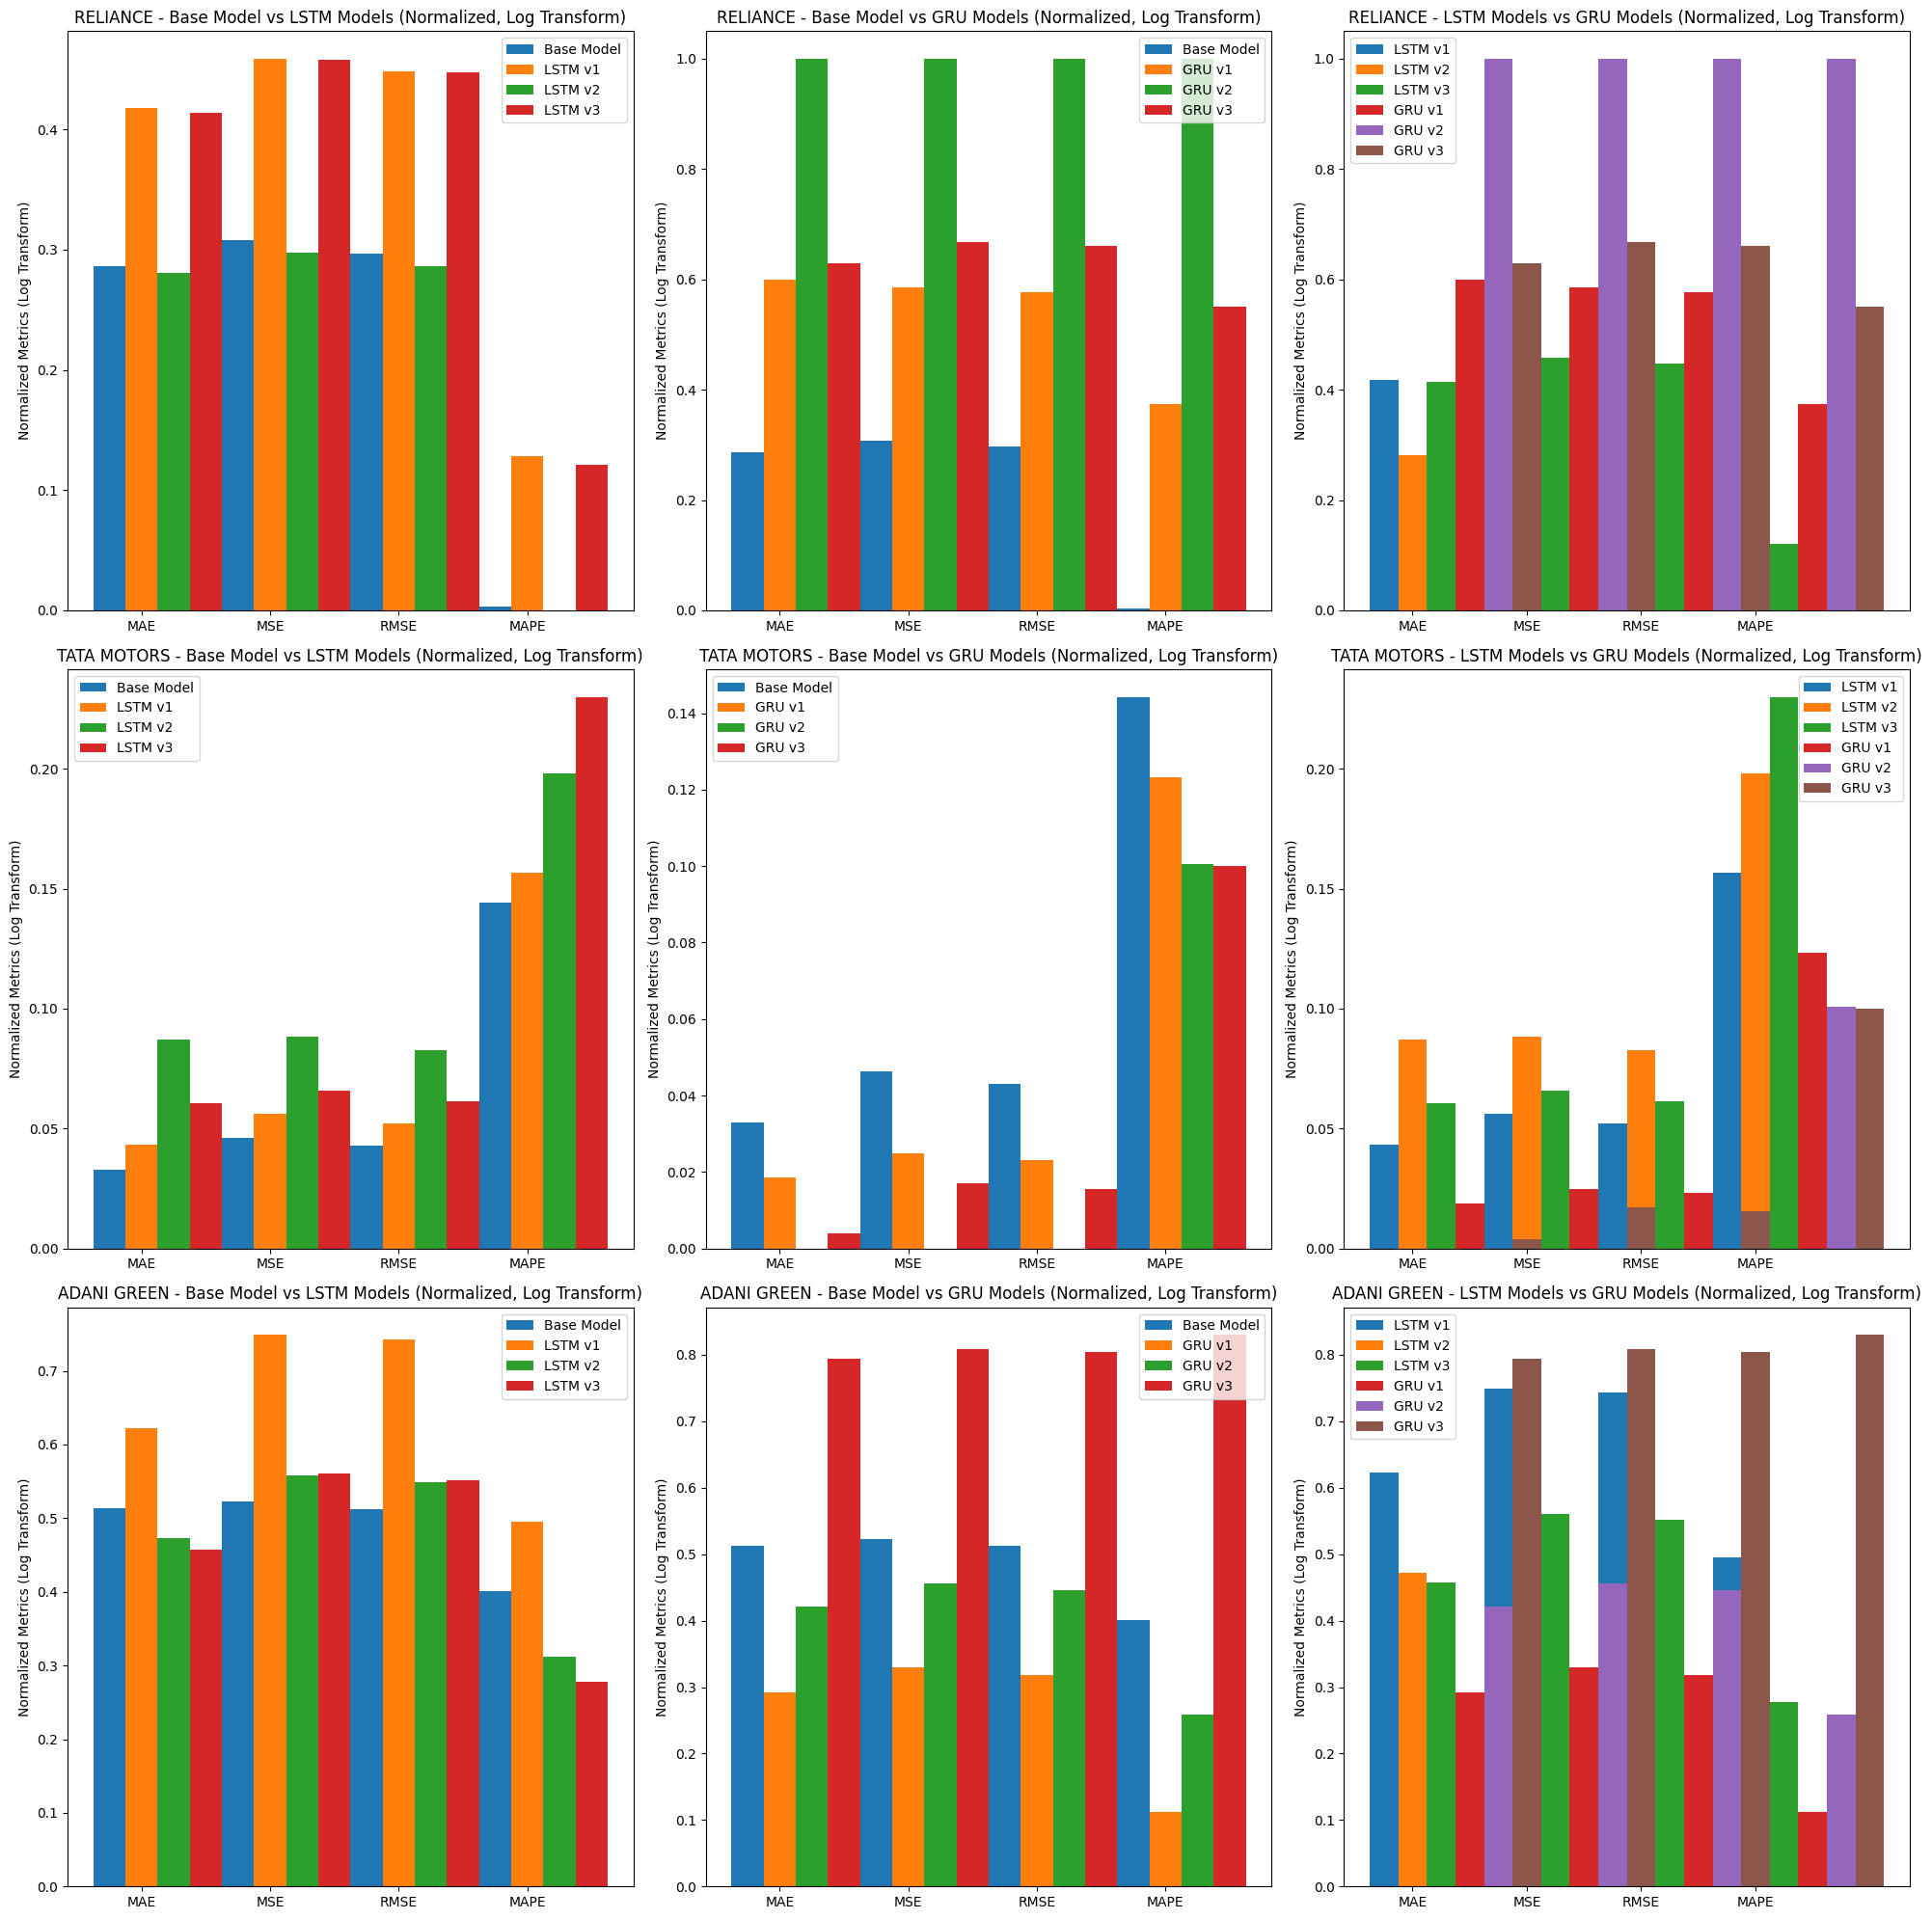 RELIANCE - Base Model vs LSTM Models (Normalized, Log Transform)
Normalized Metrics (Log Transform)
0.4
0.3
0.2
0.1
0.0
Base Model
LSTM v1
LSTM v2
LSTM v3
MAE MSE RMSE MAPE
RELIANCE - Base Model vs GRU Models (Normalized, Log Transform)
Normalized Metrics (Log Transform)
1.0
0.8
0.6
0.4
0.2
0.0
Base Model
GRU v1
GRU v2
GRU v3
MAE MSE RMSE MAPE
RELIANCE - LSTM Models vs GRU Models (Normalized, Log Transform)
Normalized Metrics (Log Transform)
1.0
0.8
0.6
0.4
0.2
0.0
LSTM v1
LSTM v2
LSTM v3
GRU v1
GRU v2
GRU v3
MAE MSE RMSE MAPE
TATA MOTORS - Base Model vs LSTM Models (Normalized, Log Transform)
Normalized Metrics (Log Transform)
0.20
0.15
0.10
0.05
0.00
Base Model
LSTM v1
LSTM v2
LSTM v3
MAE MSE RMSE MAPE
TATA MOTORS - Base Model vs GRU Models (Normalized, Log Transform)
Normalized Metrics (Log Transform)
0.14
0.12
0.10
0.08
0.06
0.04
0.02
0.00
Base Model
GRU v1
GRU v2
GRU v3
MAE MSE RMSE MAPE
TATA MOTORS - LSTM Models vs GRU Models (Normalized, Log Transform)
Normalized Metrics (Log Transform)
0.20
0.15
0.10
0.05
0.00
LSTM v1
LSTM v2
LSTM v3
GRU v1
GRU v2
GRU v3
MAE MSE RMSE MAPE
ADANI GREEN - Base Model vs LSTM Models (Normalized, Log Transform)
Normalized Metrics (Log Transform)
0.7
0.6
0.5
0.4
0.3
0.2
0.1
0.0
Base Model
LSTM v1
LSTM v2
LSTM v3
MAE MSE RMSE MAPE
ADANI GREEN - Base Model vs GRU Models (Normalized, Log Transform)
Normalized Metrics (Log Transform)
0.8
0.7
0.6
0.5
0.4
0.3
0.2
0.1
0.0
Base Model
GRU v1
GRU v2
GRU v3
MAE MSE RMSE MAPE
ADANI GREEN - LSTM Models vs GRU Models (Normalized, Log Transform)
Normalized Metrics (Log Transform)
0.8
0.7
0.6
0.5
0.4
0.3
0.2
0.1
0.0
LSTM v1
LSTM v2
LSTM v3
GRU v1
GRU v2
GRU v3
MAE MSE RMSE MAPE